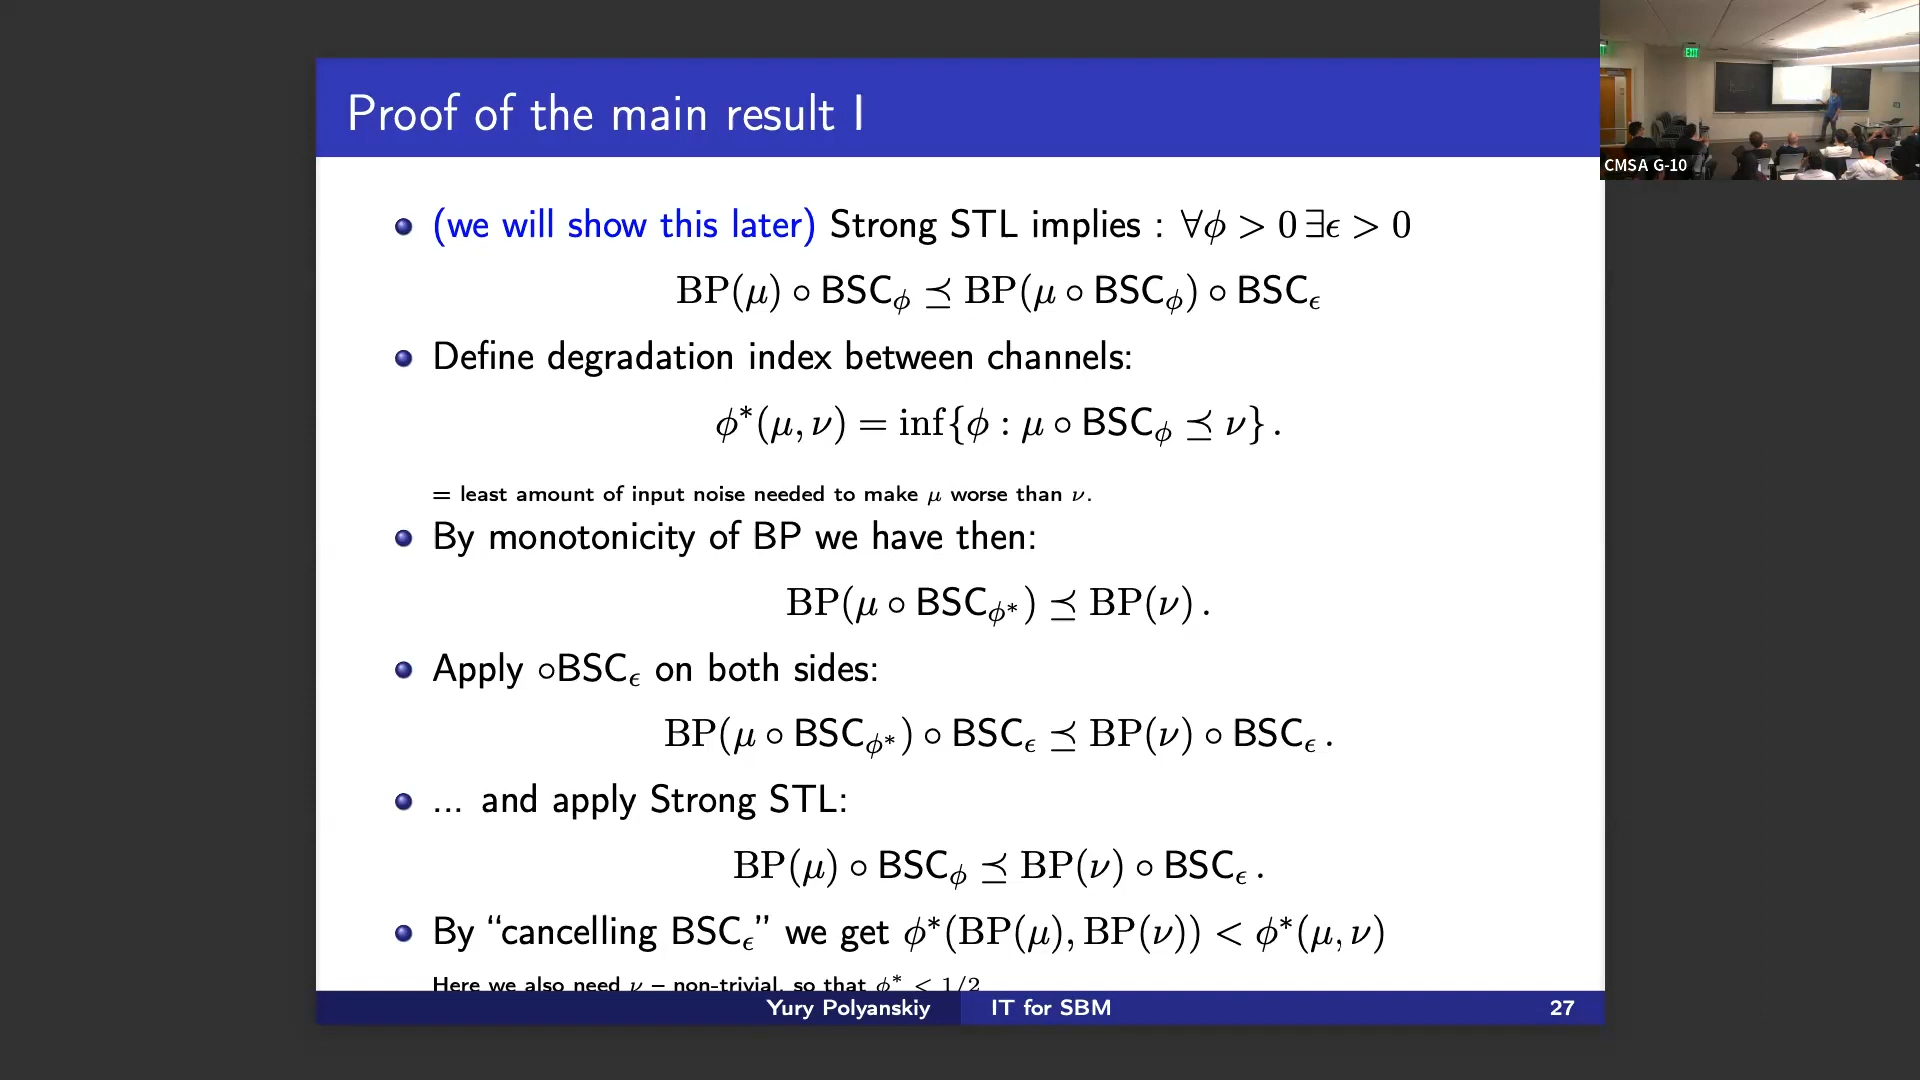 Proof of the main result I
(we will show this later) Strong STL implies : ∀ϕ > 0 ∃ϵ > 0
BP(μ) ∘ BSC_ϕ ⪯ BP(μ ∘ BSC_ϕ) ∘ BSC_ϵ
Define degradation index between channels:
ϕ*(μ, ν) = inf{ϕ : μ ∘ BSC_ϕ ⪯ ν} .
= least amount of input noise needed to make μ worse than ν.
By monotonicity of BP we have then:
BP(μ ∘ BSC_ϕ*) ⪯ BP(ν) .
Apply ∘BSC_ϵ on both sides:
BP(μ ∘ BSC_ϕ*) ∘ BSC_ϵ ⪯ BP(ν) ∘ BSC_ϵ .
... and apply Strong STL:
BP(μ) ∘ BSC_ϕ ⪯ BP(ν) ∘ BSC_ϵ .
By “cancelling BSC_ϵ” we get ϕ*(BP(μ), BP(ν)) < ϕ*(μ, ν)
Here we also need ν – non-trivial, so that ϕ* < 1/2
Yury Polyanskiy IT for SBM 27
EXIT
CMSA G-10